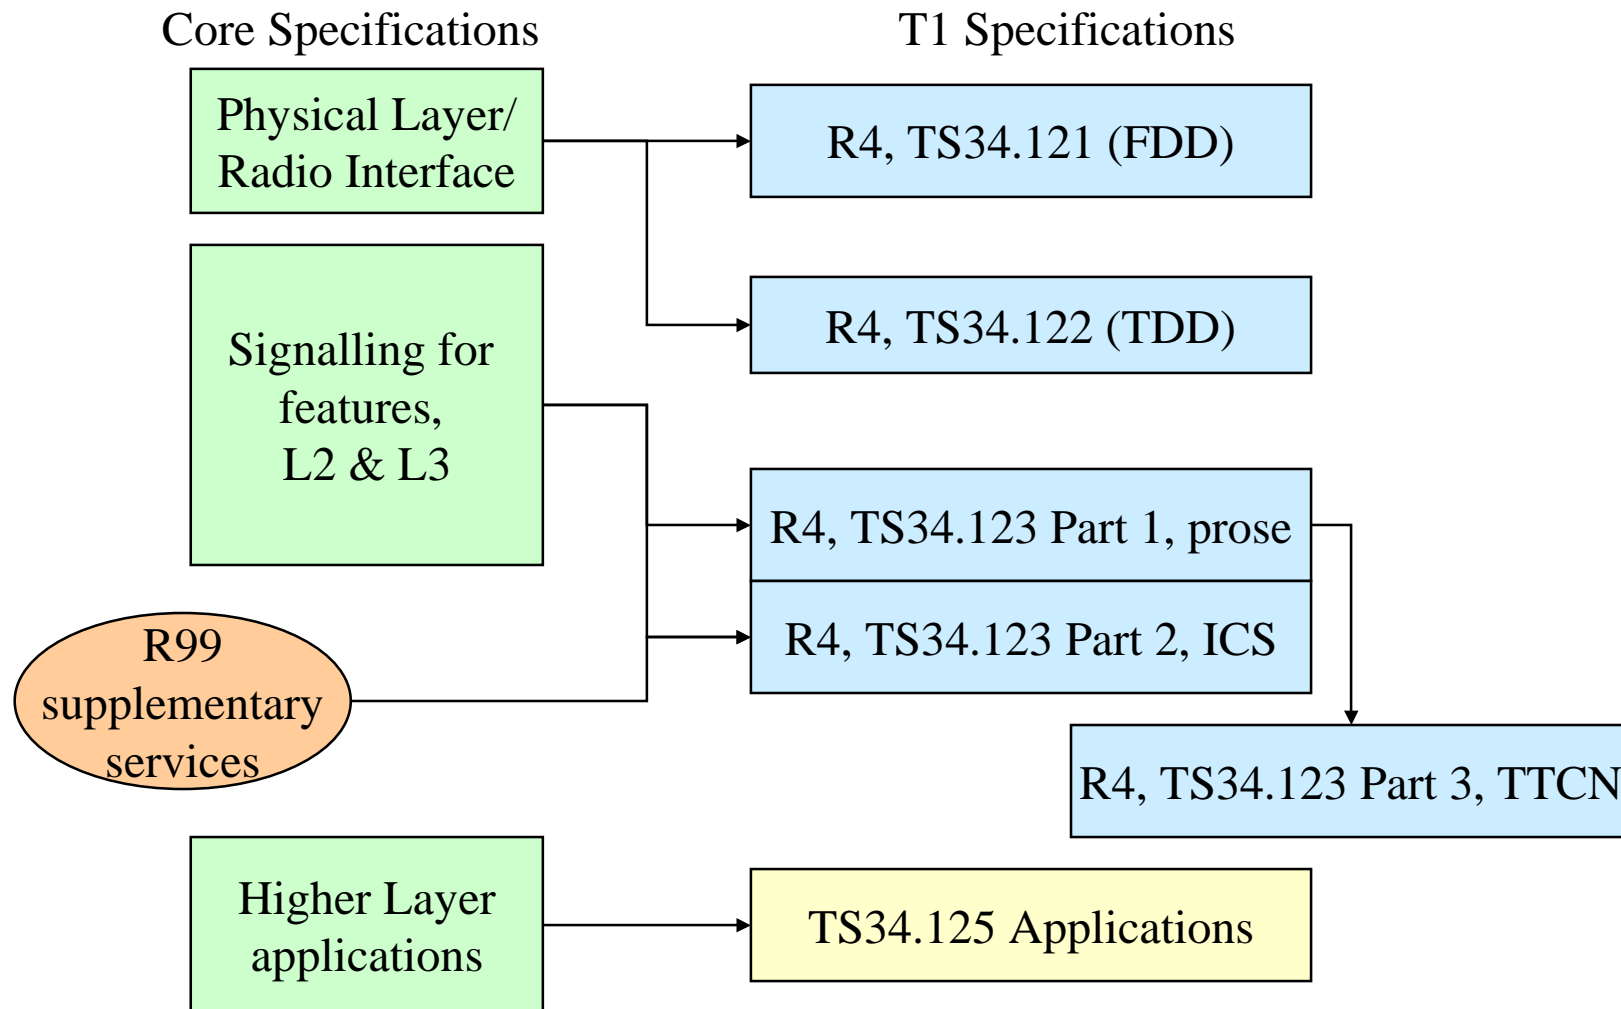 Core Specifications
T1 Specifications
Physical Layer/
Radio Interface
R4, TS34.121 (FDD)
R4, TS34.122 (TDD)
Signalling for
features,
L2 & L3
R4, TS34.123 Part 1, prose
R4, TS34.123 Part 2, ICS
R99
supplementary
services
R4, TS34.123 Part 3, TTCN
Higher Layer
applications
TS34.125 Applications